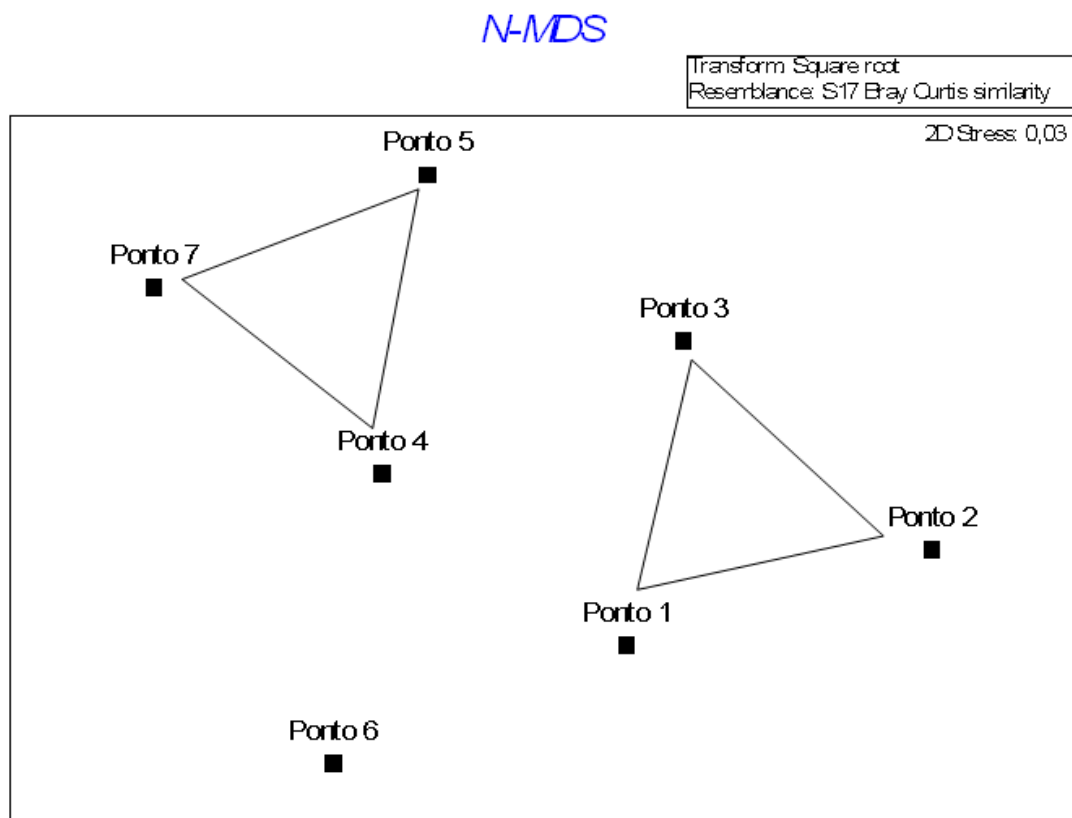 N-MDS
Transform: Square root
Resemblance: S17 Bray Curtis similarity
2D Stress: 0,03
Ponto 5
Ponto 7
Ponto 3
Ponto 4
Ponto 2
Ponto 1
Ponto 6